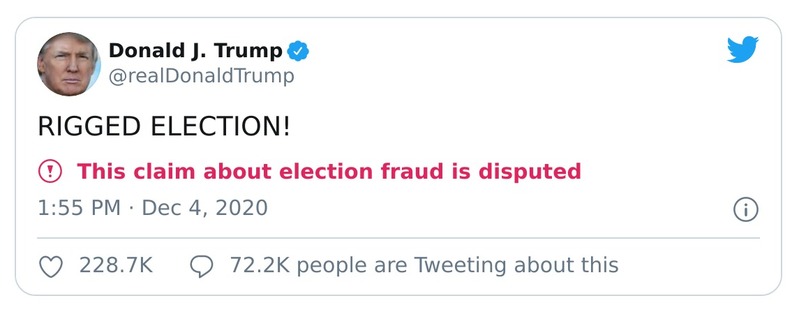 Donald J. Trump
@realDonaldTrump
RIGGED ELECTION!
This claim about election fraud is disputed
1:55 PM · Dec 4, 2020
228.7K 72.2K people are Tweeting about this